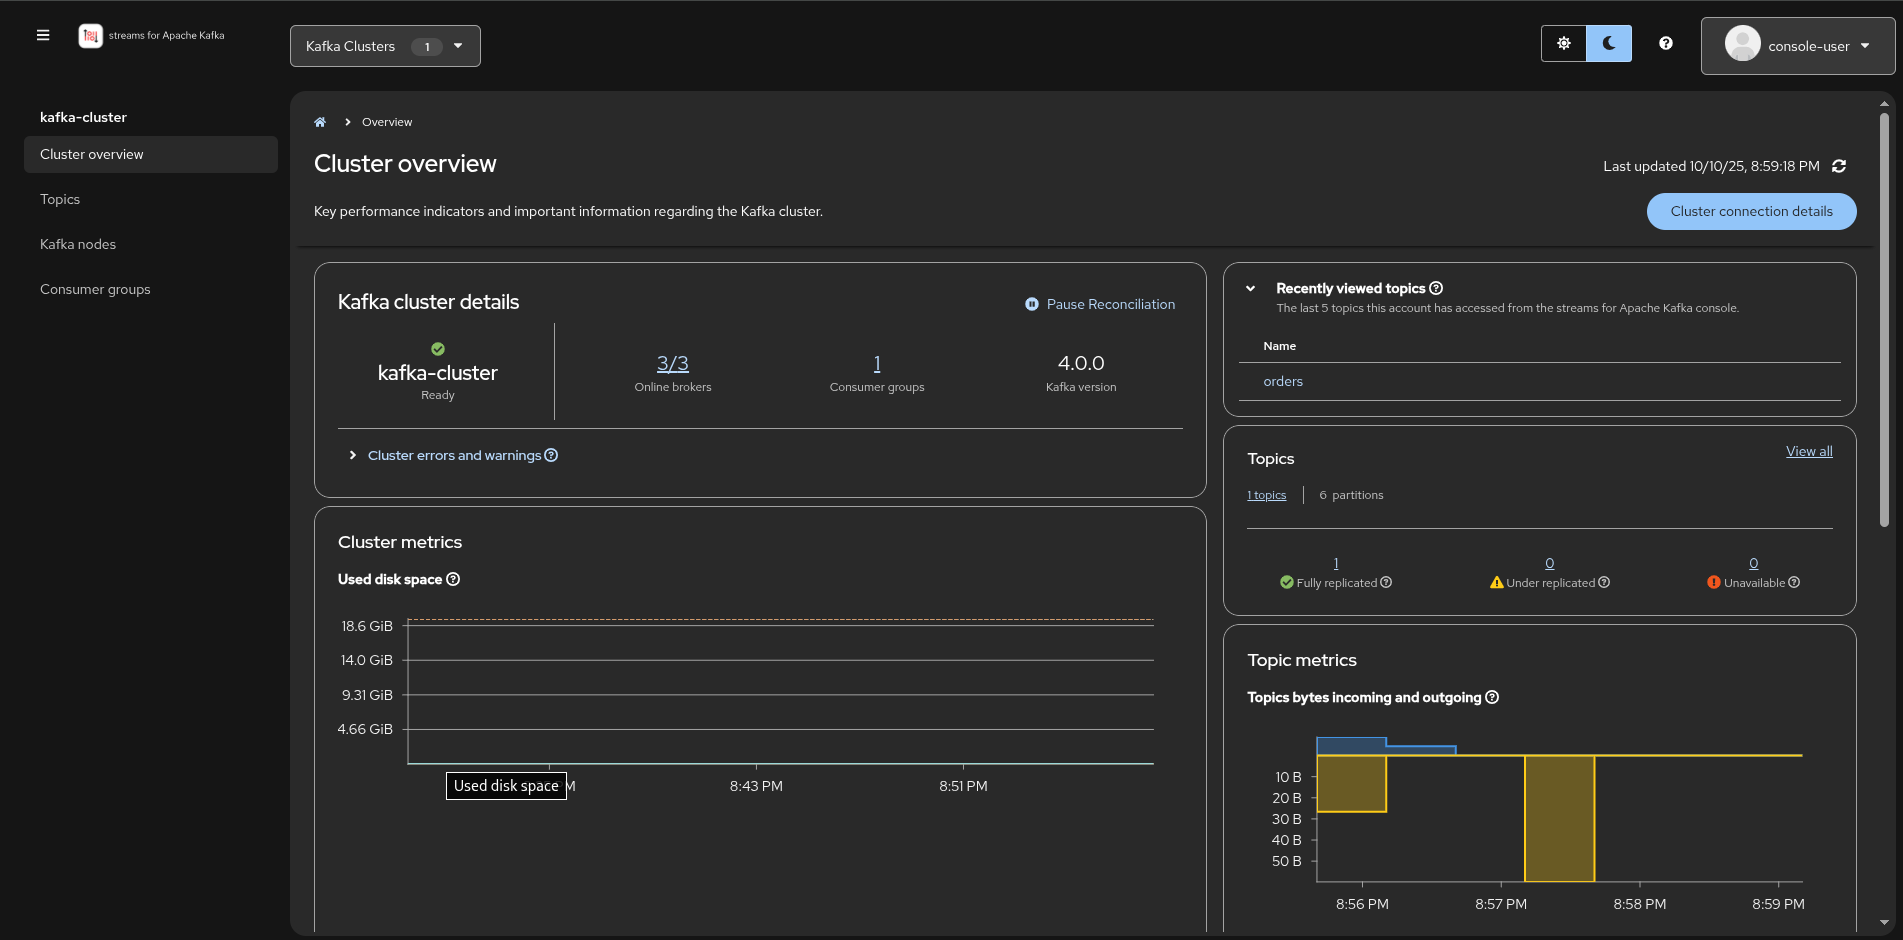 streams for Apache Kafka
Kafka Clusters 1
console-user
kafka-cluster
Cluster overview
Topics
Kafka nodes
Consumer groups
Overview
Cluster overview
Last updated 10/10/25, 8:59:18 PM
Key performance indicators and important information regarding the Kafka cluster.
Cluster connection details
Kafka cluster details
Pause Reconciliation
kafka-cluster
Ready
3/3
Online brokers
1
Consumer groups
4.0.0
Kafka version
Cluster errors and warnings
Cluster metrics
Used disk space
18.6 GiB
14.0 GiB
9.31 GiB
4.66 GiB
Used disk space
8:43 PM
8:51 PM
Recently viewed topics
The last 5 topics this account has accessed from the streams for Apache Kafka console.
Name
orders
Topics
View all
1 topics
6 partitions
1
Fully replicated
0
Under replicated
0
Unavailable
Topic metrics
Topics bytes incoming and outgoing
10 B
20 B
30 B
40 B
50 B
8:56 PM
8:57 PM
8:58 PM
8:59 PM